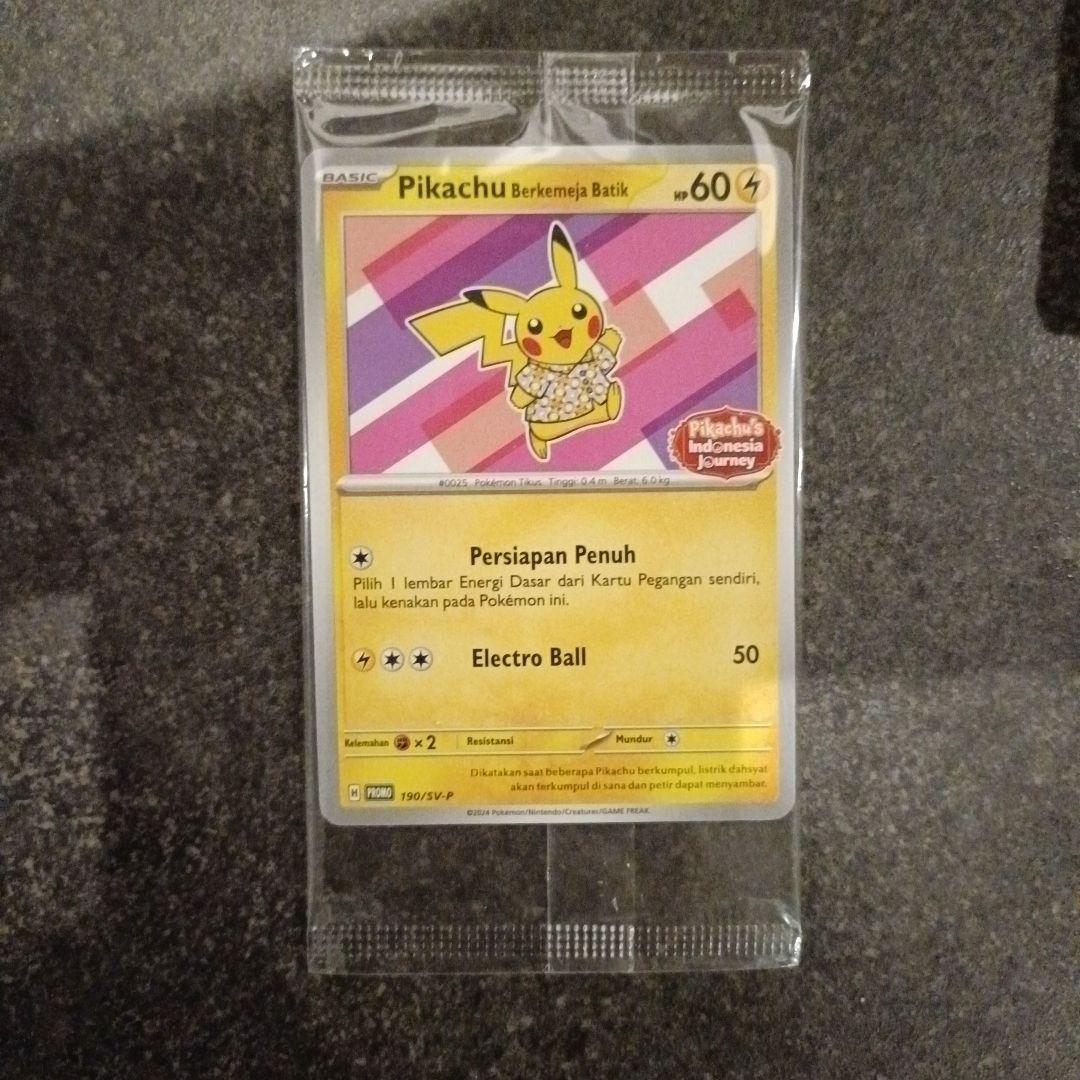 BASIC Pikachu Berkemeja Batik HP 60
Pikachu's
Indonesia
Journey
#0025 Pokémon Tikus Tinggi: 0.4 m Berat: 6.0 kg
Persiapan Penuh
Pilih 1 lembar Energi Dasar dari Kartu Pegangan sendiri,
lalu kenakan pada Pokémon ini.
Electro Ball 50
Kelemahan × 2 Resistansi Mundur
Dikatakan saat beberapa Pikachu berkumpul, listrik dahsyat
akan terkumpul di sana dan petir dapat menyambar.
H PROMO 190/SV-P
©2024 Pokémon/Nintendo/Creatures/GAME FREAK.